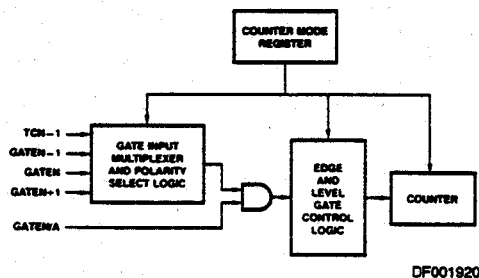 COUNTER MODE
REGISTER
TCN−1
GATEN−1
GATEN
GATEN+1
GATE INPUT
MULTIPLEXER
AND POLARITY
SELECT LOGIC
GATEN/A
EDGE
AND
LEVEL
GATE
CONTROL
LOGIC
COUNTER
DF001920